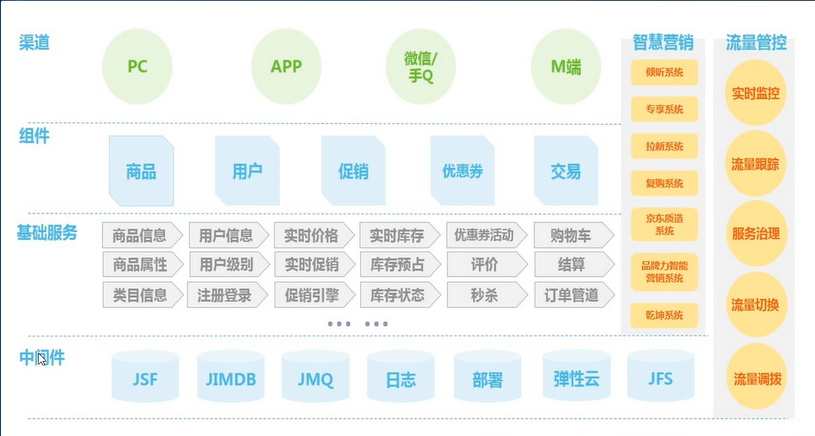 渠道
PC
APP
微信/
手Q
M端
组件
商品
用户
促销
优惠券
交易
基础服务
商品信息
用户信息
实时价格
实时库存
优惠券活动
购物车
商品属性
用户级别
实时促销
库存预占
评价
结算
类目信息
注册登录
促销引擎
库存状态
秒杀
订单管道
中间件
JSF
JIMDB
JMQ
日志
部署
弹性云
JFS
智慧营销
倾听系统
专享系统
拉新系统
复购系统
京东质造
系统
品牌力智能
营销系统
乾坤系统
流量管控
实时监控
流量跟踪
服务治理
流量切换
流量调拨